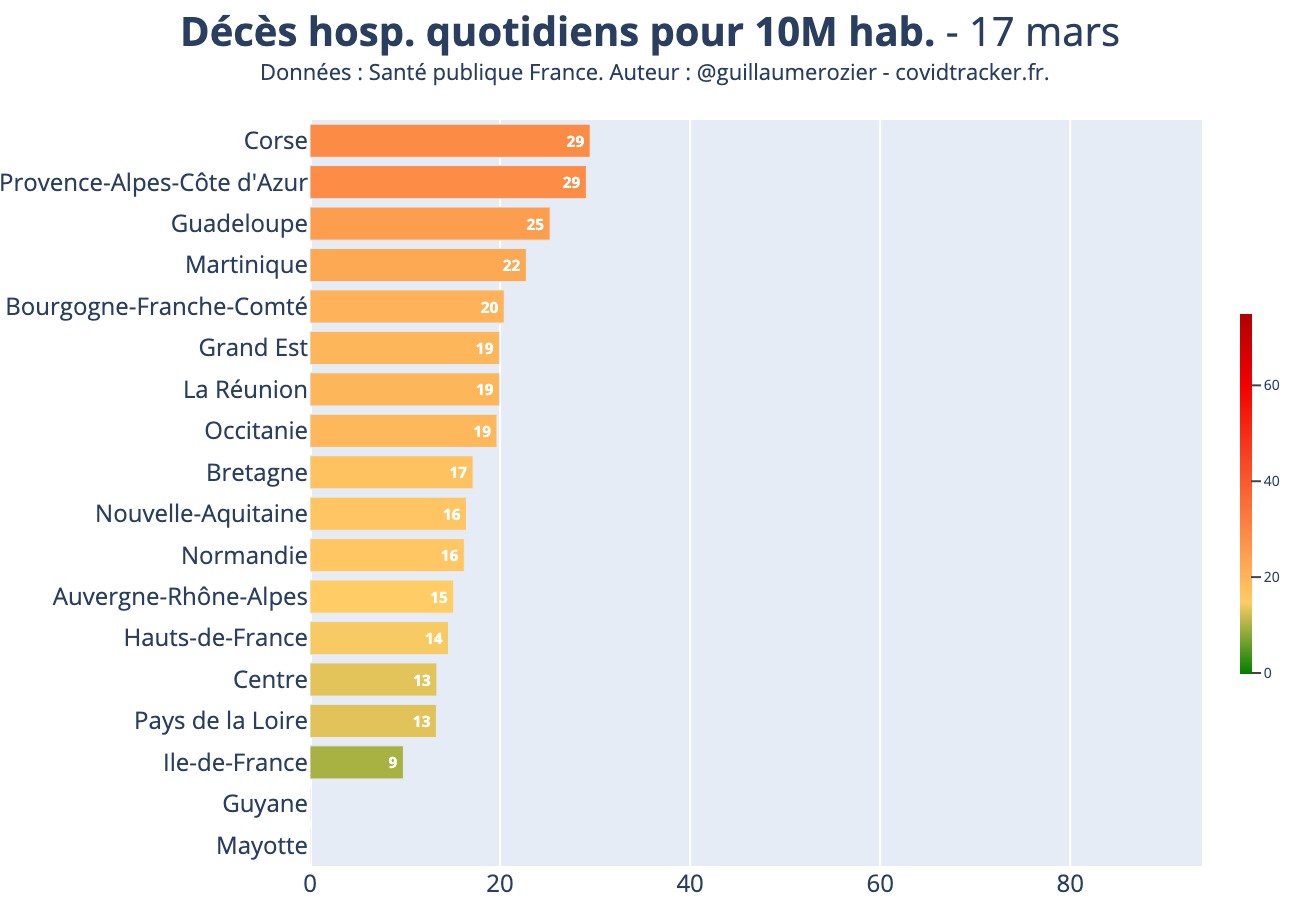 Décès hosp. quotidiens pour 10M hab. - 17 mars
Données : Santé publique France. Auteur : @guillaumerozier - covidtracker.fr.
Corse 29
Provence-Alpes-Côte d'Azur 29
Guadeloupe 25
Martinique 22
Bourgogne-Franche-Comté 20
Grand Est 19
La Réunion 19
Occitanie 19
Bretagne 17
Nouvelle-Aquitaine 16
Normandie 16
Auvergne-Rhône-Alpes 15
Hauts-de-France 14
Centre 13
Pays de la Loire 13
Ile-de-France 9
Guyane
Mayotte
0 20 40 60 80
60
40
20
0